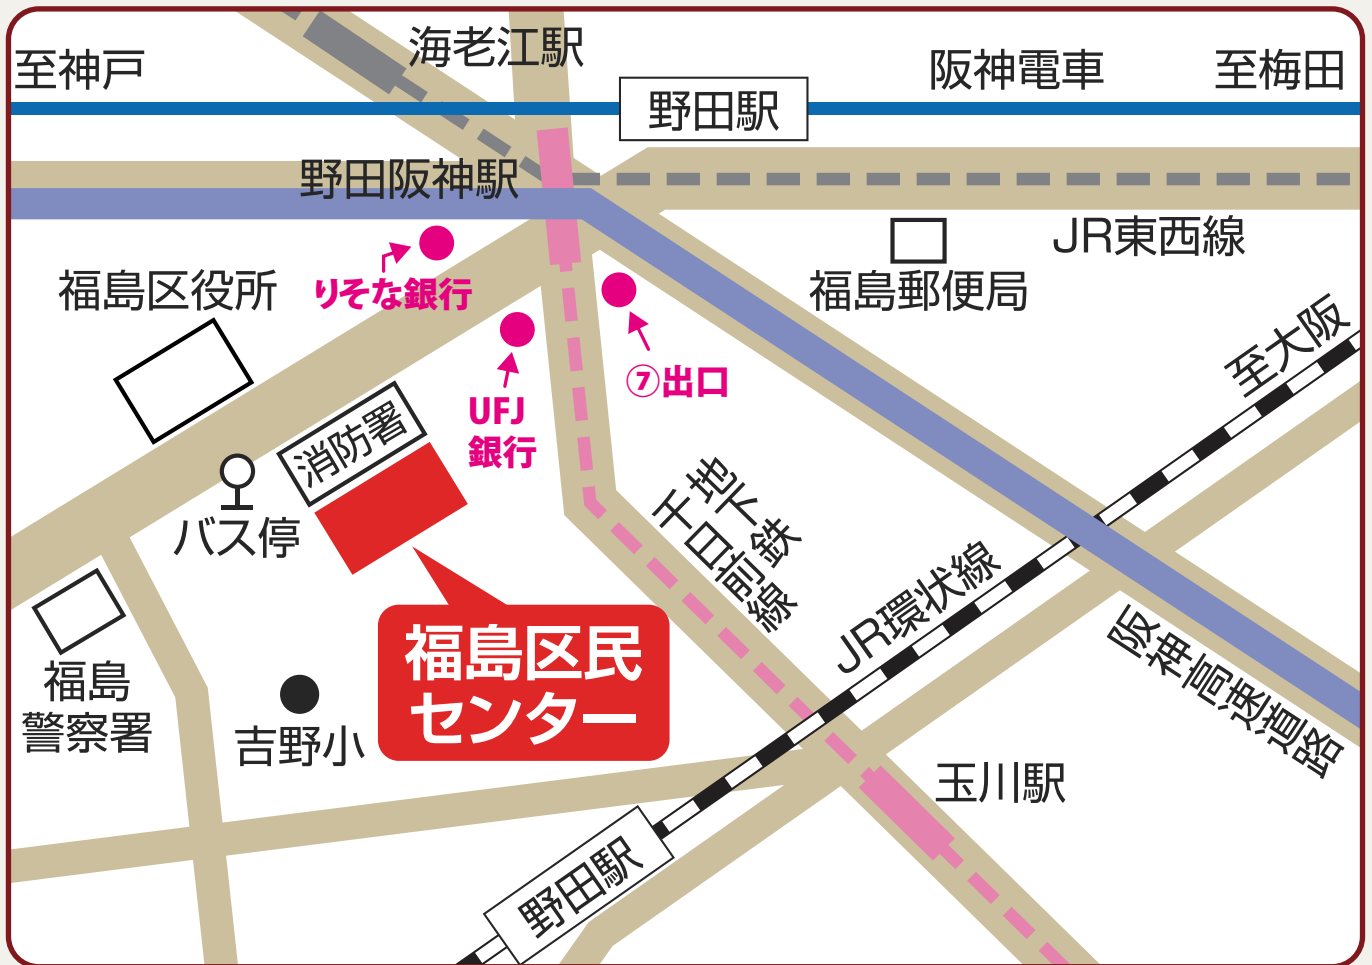 至神戸
海老江駅
野田駅
阪神電車
至梅田
野田阪神駅
JR東西線
りそな銀行
福島区役所
福島郵便局
⑦出口
至大阪
UFJ
銀行
消防署
バス停
地下鉄
千日前線
JR環状線
福島区民
センター
阪神高速道路
福島
警察署
吉野小
玉川駅
野田駅